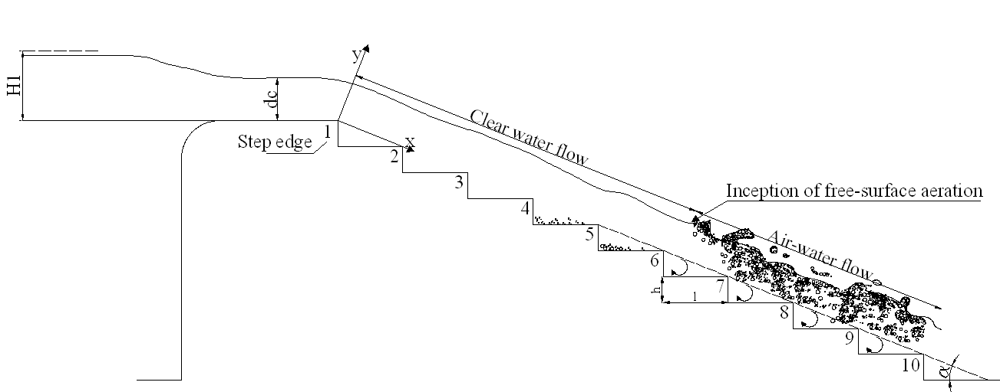 H1
dc
y
x
Clear water flow
Step edge
1
2
3
4
5
6
7
8
9
10
Inception of free-surface aeration
Air-water flow
h
l
α